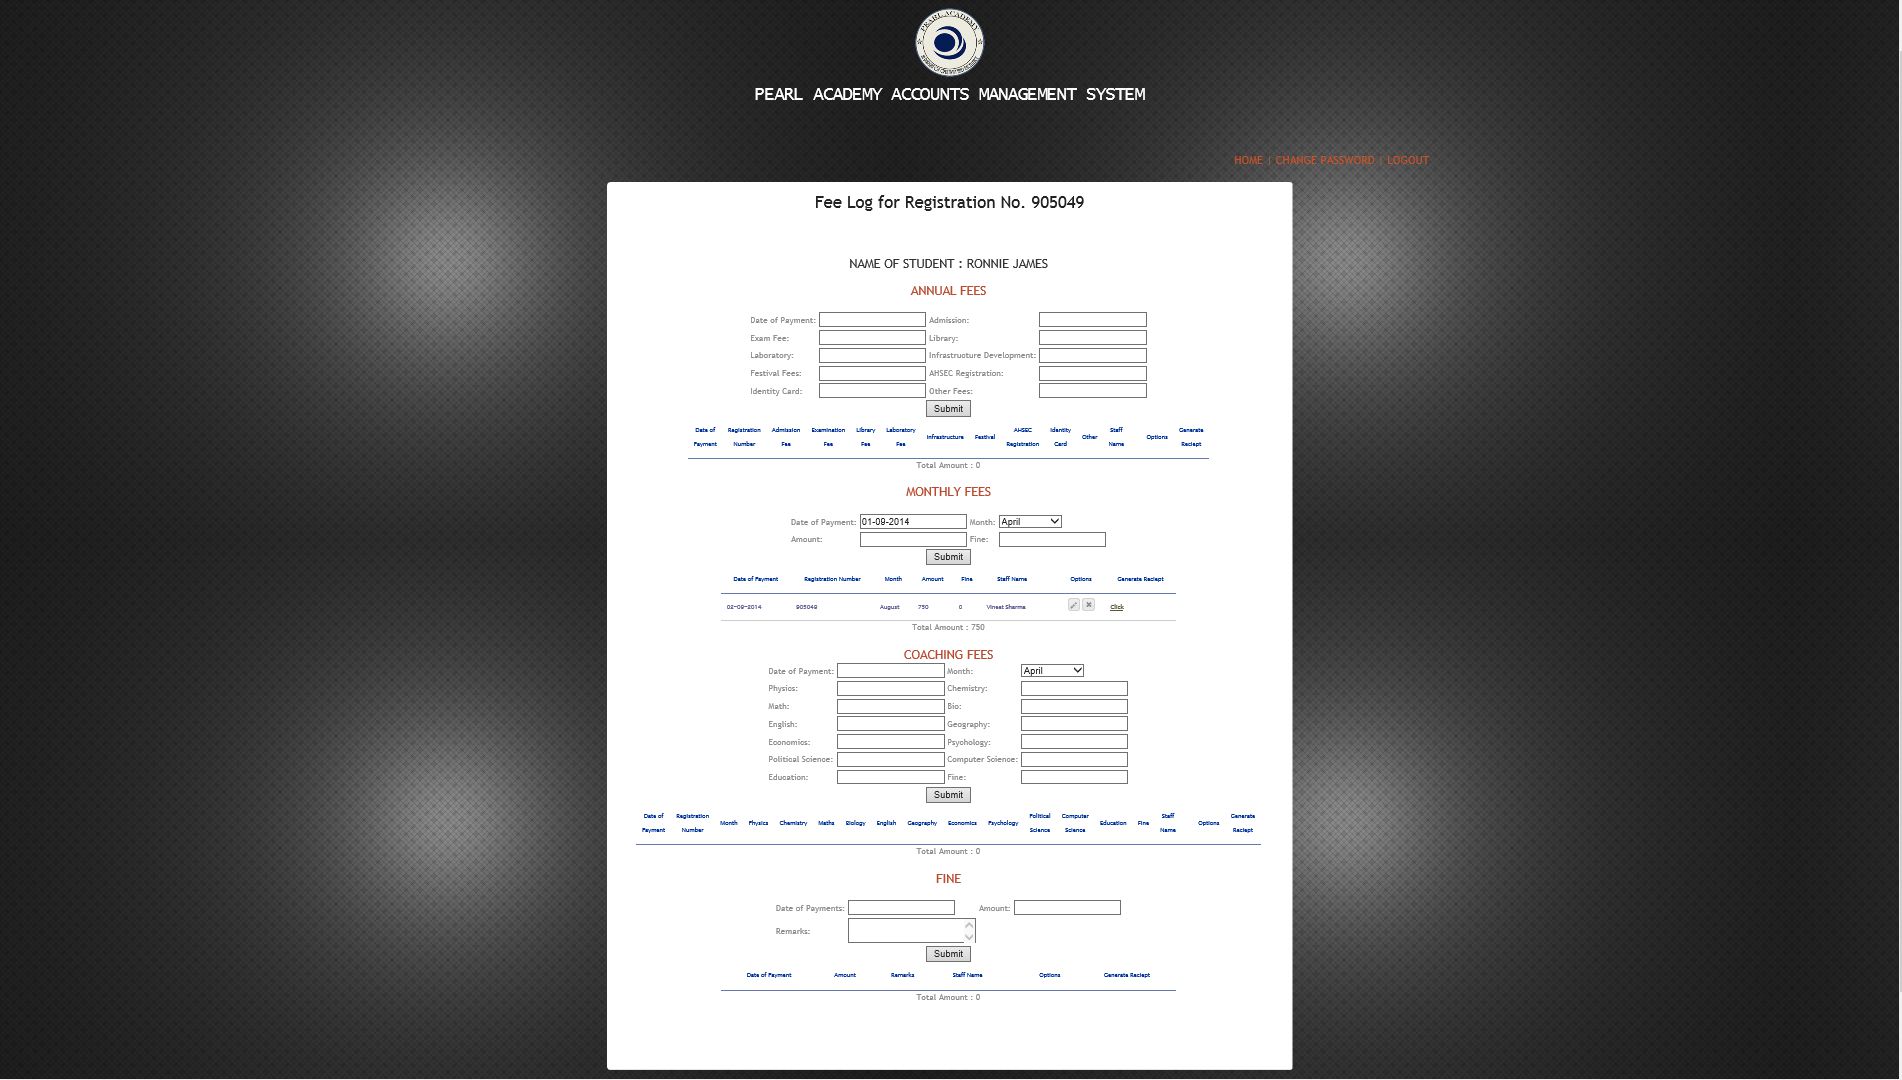 PEARL ACADEMY
PEARL ACADEMY ACCOUNTS MANAGEMENT SYSTEM
HOME | CHANGE PASSWORD | LOGOUT
Fee Log for Registration No. 905049
NAME OF STUDENT : RONNIE JAMES
ANNUAL FEES
Date of Payment: Admission:
Exam Fee: Library:
Laboratory: Infrastructure Development:
Festival Fees: AHSEC Registration:
Identity Card: Other Fees:
Submit
Date of Payment Registration Number Admission Fee Examination Fee Library Fee Laboratory Fee Infrastructure Festival AHSEC Registration Identity Card Other Staff Name Options Generate Reciept
Total Amount : 0
MONTHLY FEES
Date of Payment: 01-09-2014 Month: April
Amount: Fine:
Submit
Date of Payment Registration Number Month Amount Fine Staff Name Options Generate Reciept
02-09-2014 905049 August 750 0 Vineet Sharma Click
Total Amount : 750
COACHING FEES
Date of Payment: Month: April
Physics: Chemistry:
Math: Bio:
English: Geography:
Economics: Psychology:
Political Science: Computer Science:
Education: Fine:
Submit
Date of Payment Registration Number Month Physics Chemistry Maths Biology English Geography Economics Psychology Political Science Computer Science Education Fine Staff Name Options Generate Reciept
Total Amount : 0
FINE
Date of Payments: Amount:
Remarks:
Submit
Date of Payment Amount Remarks Staff Name Options Generate Reciept
Total Amount : 0